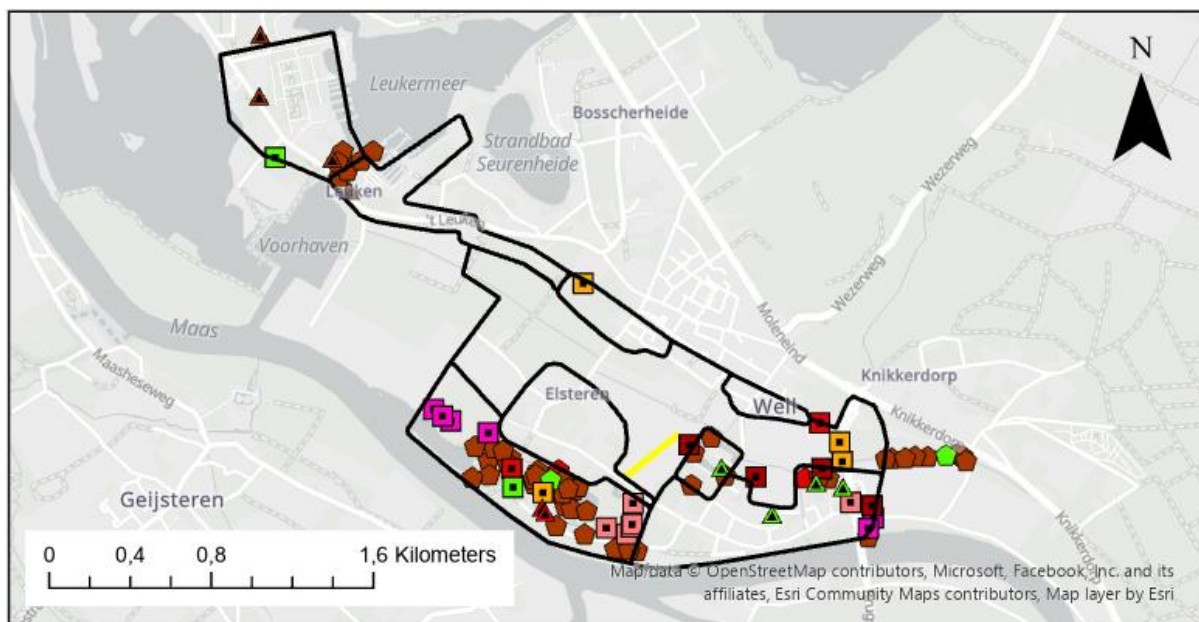 N
Leukermeer
Bosscherheide
Strandbad
Seurenheide
Wezerweg
Leuken
't Leuken
Voorhaven
Wezerweg
Moleneind
Maas
Maasheseweg
Knikkerdorp
Elsteren
Well
Knikkerdorp
Geijsteren
Knikkerdorp
0 0,4 0,8 1,6 Kilometers
Map data © OpenStreetMap contributors, Microsoft, Facebook, Inc. and its
affiliates, Esri Community Maps contributors, Map layer by Esri